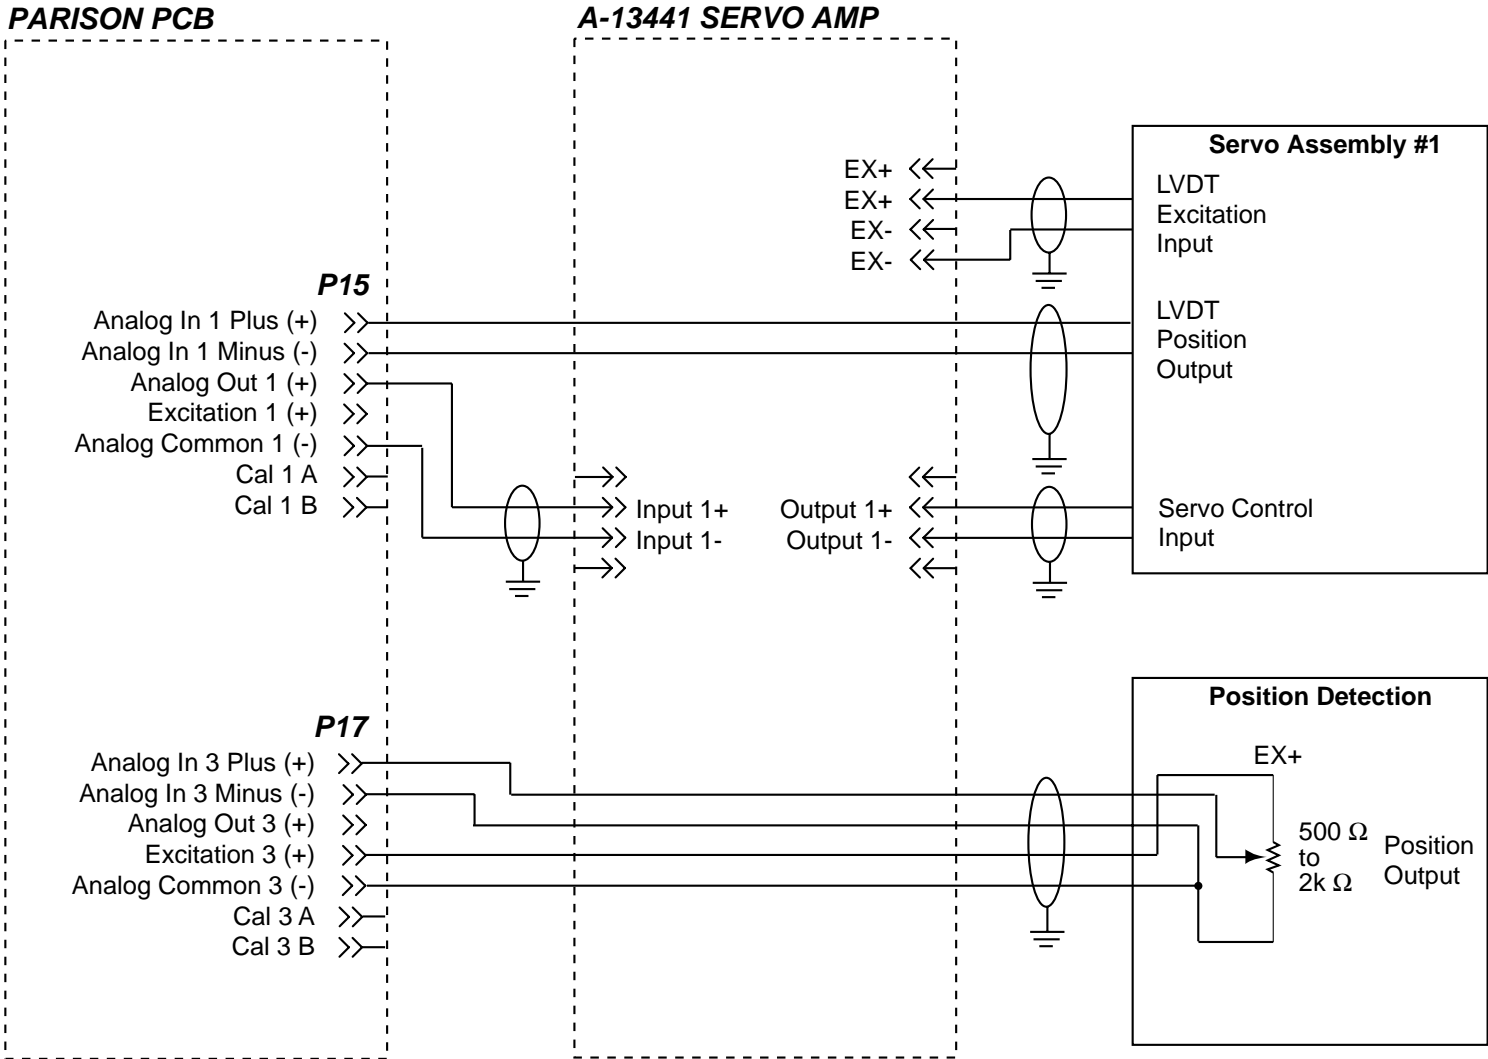 PARISON PCB
A-13441 SERVO AMP
Servo Assembly #1
EX+
EX+
EX-
EX-
LVDT
Excitation
Input
P15
Analog In 1 Plus (+)
Analog In 1 Minus (-)
Analog Out 1 (+)
Excitation 1 (+)
Analog Common 1 (-)
Cal 1 A
Cal 1 B
LVDT
Position
Output
Input 1+
Input 1-
Output 1+
Output 1-
Servo Control
Input
P17
Analog In 3 Plus (+)
Analog In 3 Minus (-)
Analog Out 3 (+)
Excitation 3 (+)
Analog Common 3 (-)
Cal 3 A
Cal 3 B
Position Detection
EX+
500 Ω
to
2k Ω
Position
Output